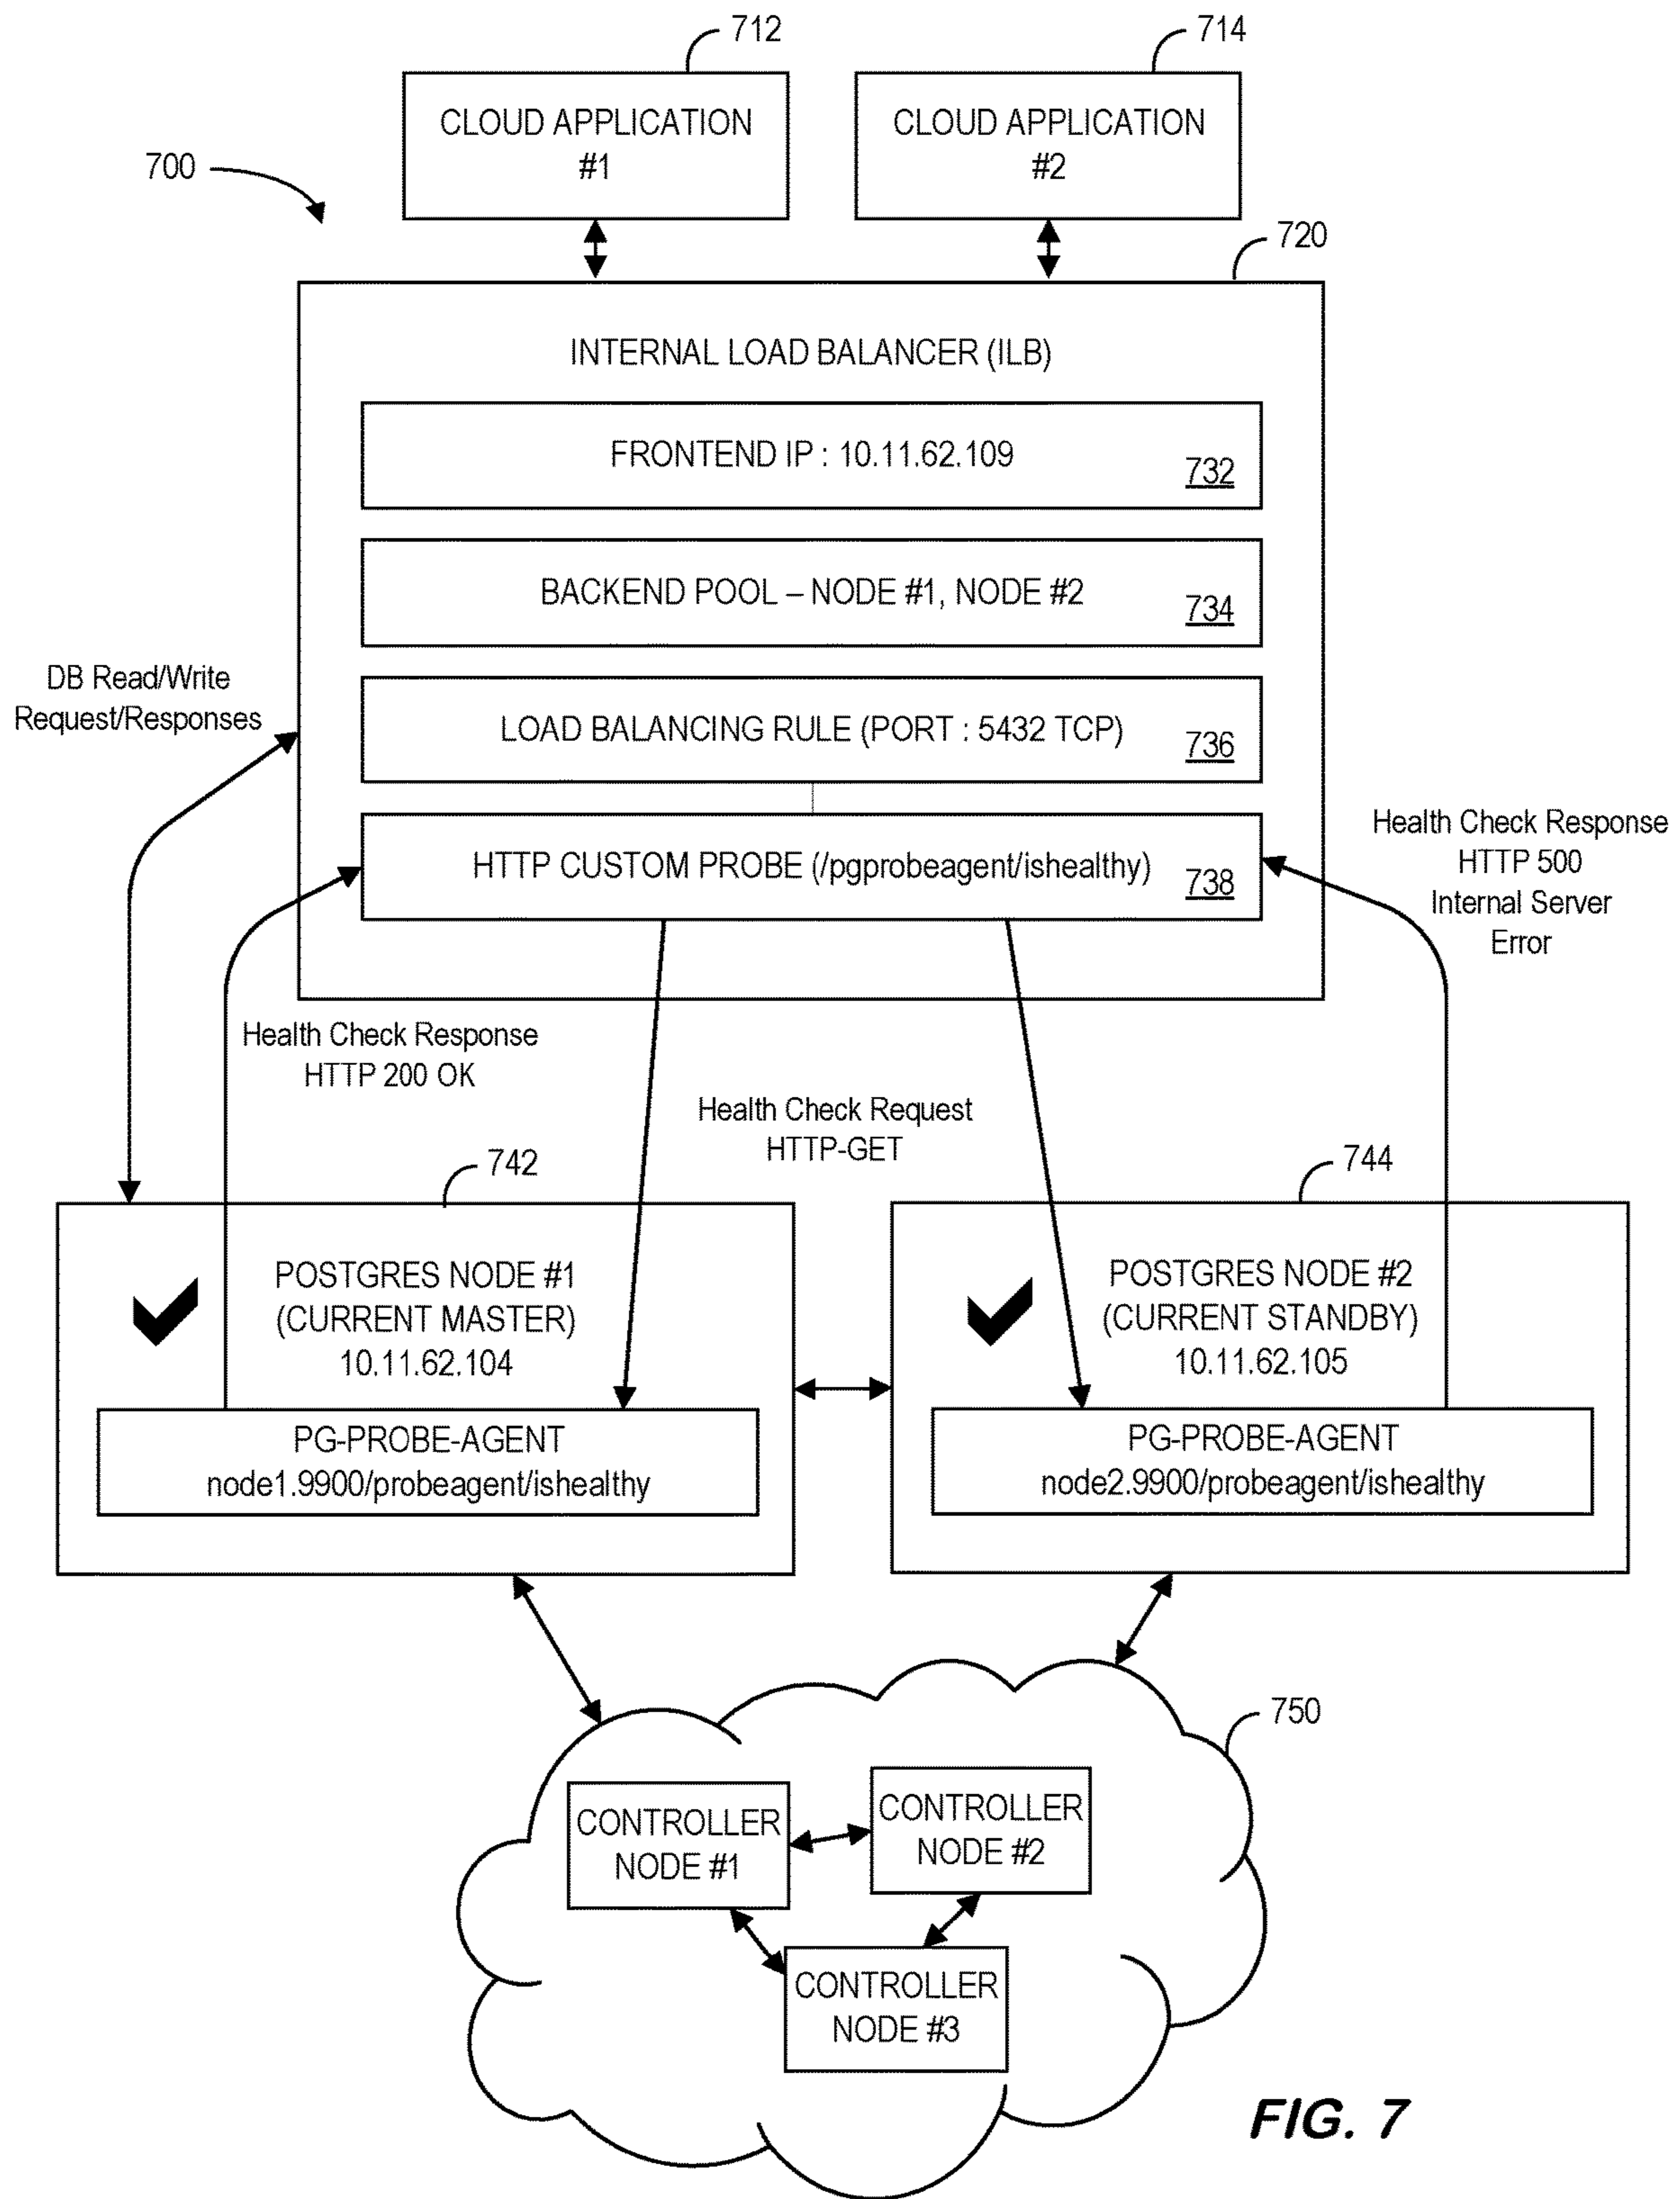 712
714
CLOUD APPLICATION
#1
CLOUD APPLICATION
#2
700
720
INTERNAL LOAD BALANCER (ILB)
FRONTEND IP : 10.11.62.109
732
BACKEND POOL – NODE #1, NODE #2
734
DB Read/Write
Request/Responses
LOAD BALANCING RULE (PORT : 5432 TCP)
736
HTTP CUSTOM PROBE (/pgprobeagent/ishealthy)
738
Health Check Response
HTTP 500
Internal Server
Error
Health Check Response
HTTP 200 OK
Health Check Request
HTTP-GET
742
744
POSTGRES NODE #1
(CURRENT MASTER)
10.11.62.104
PG-PROBE-AGENT
node1.9900/probeagent/ishealthy
POSTGRES NODE #2
(CURRENT STANDBY)
10.11.62.105
PG-PROBE-AGENT
node2.9900/probeagent/ishealthy
750
CONTROLLER
NODE #1
CONTROLLER
NODE #2
CONTROLLER
NODE #3
FIG. 7